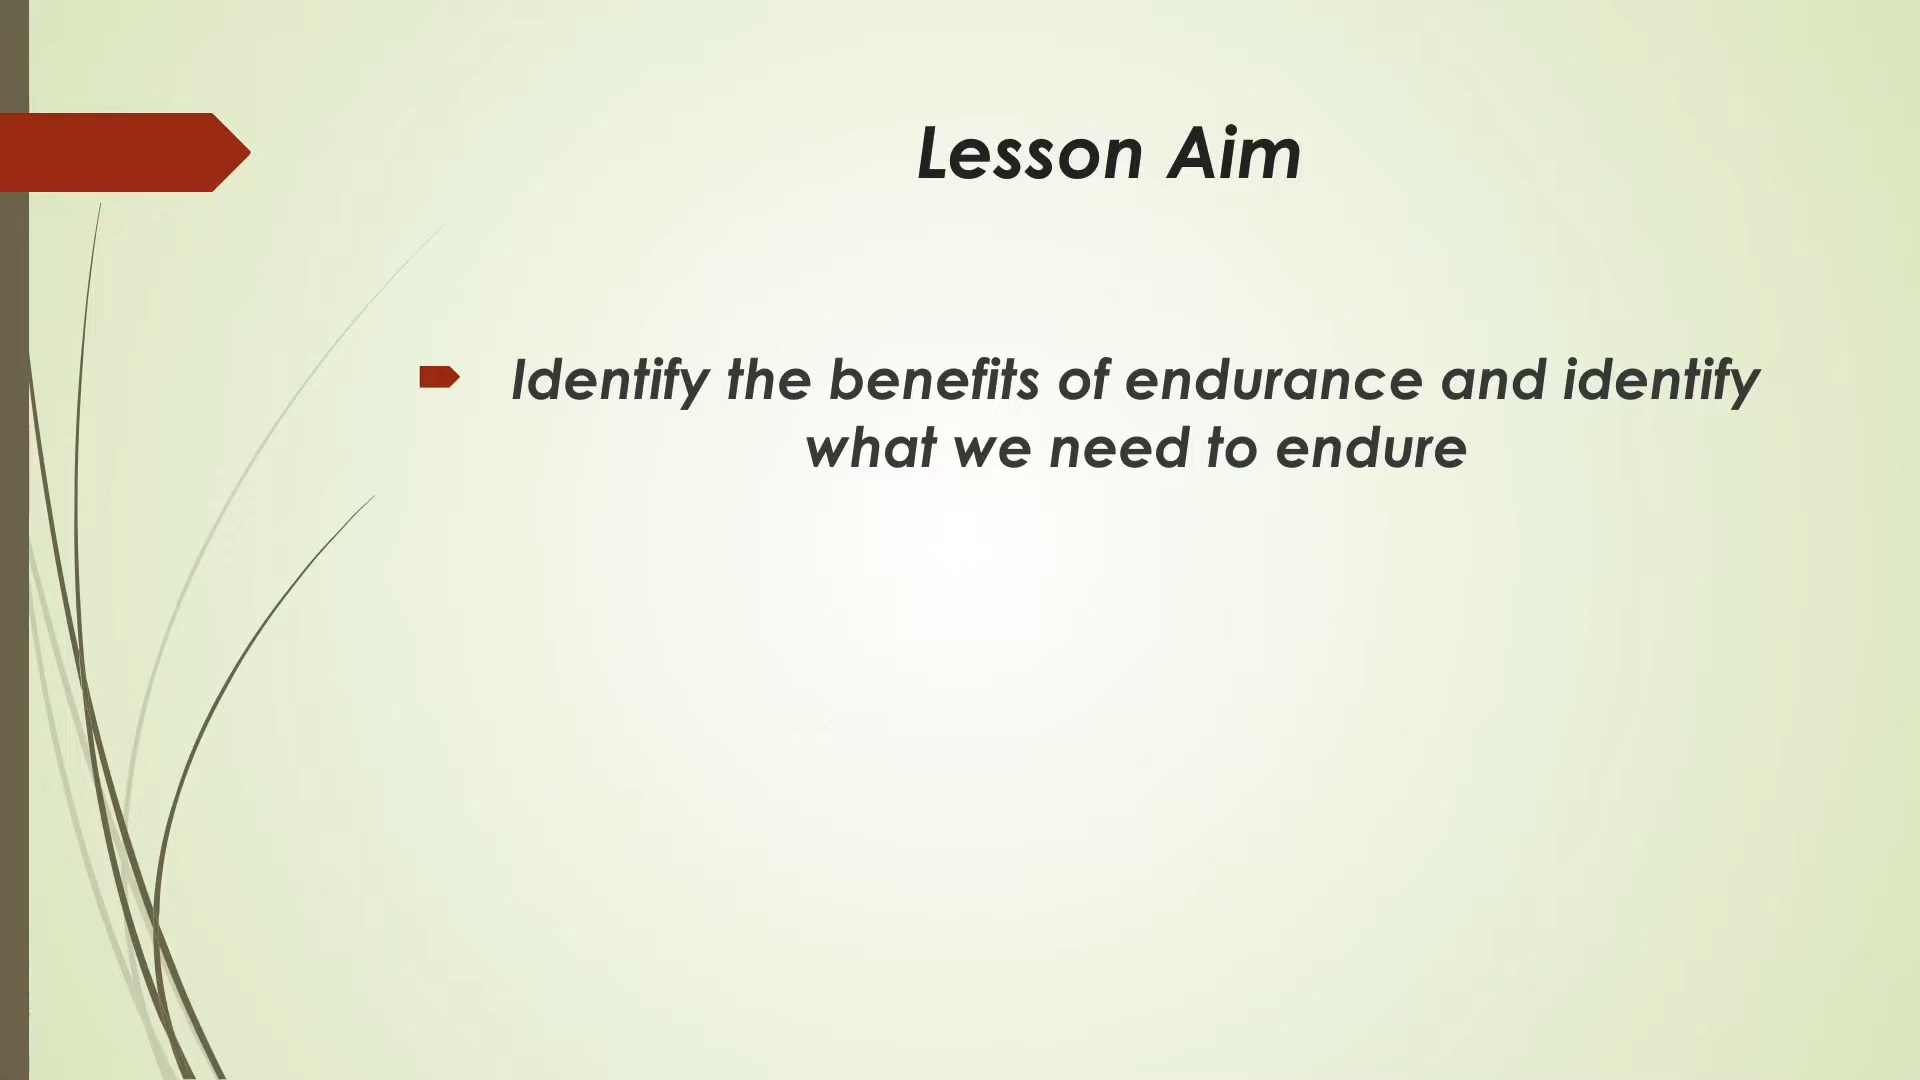 Lesson Aim
Identify the benefits of endurance and identify
what we need to endure